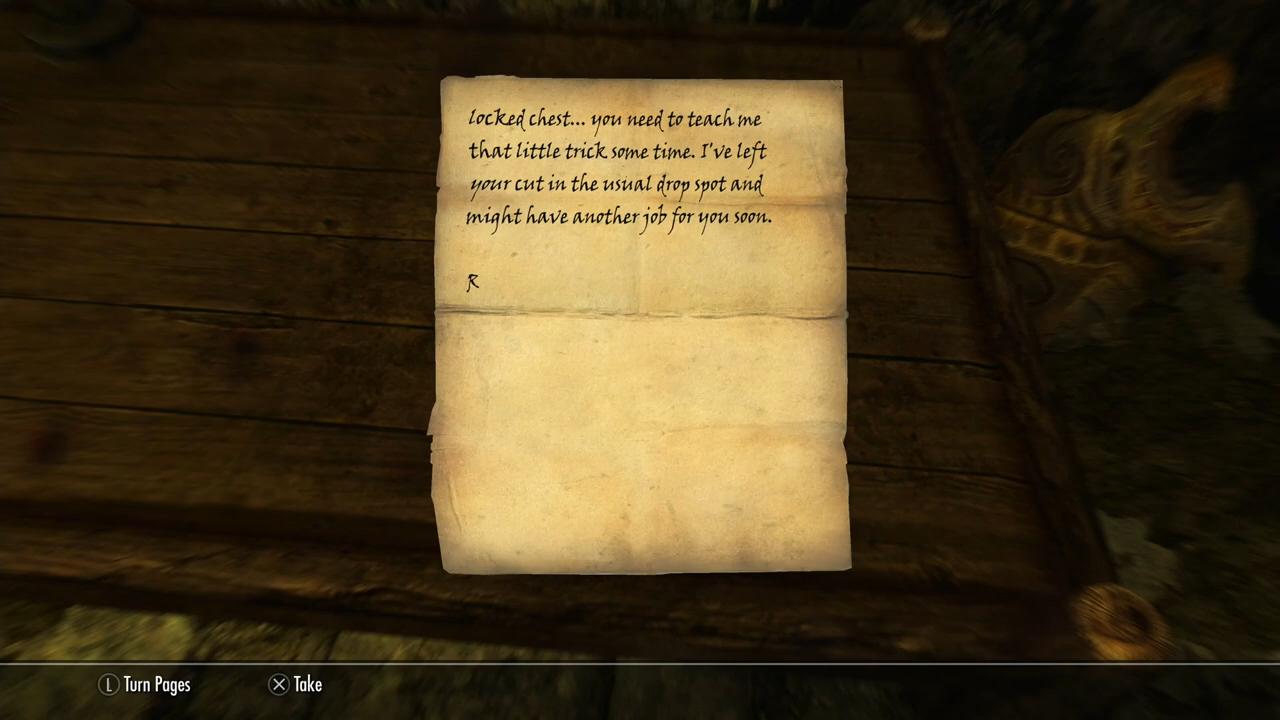 locked chest... you need to teach me
that little trick some time. I've left
your cut in the usual drop spot and
might have another job for you soon.
R
L Turn Pages
X Take